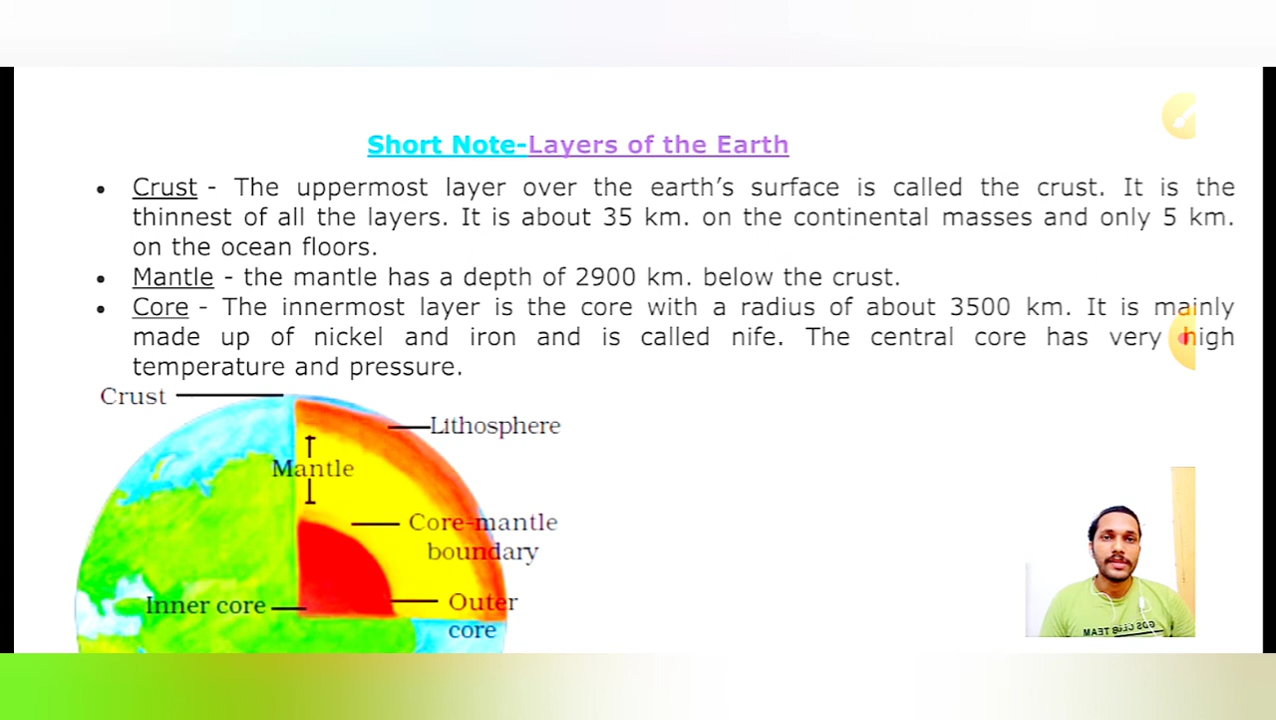 Short Note-Layers of the Earth
• Crust - The uppermost layer over the earth’s surface is called the crust. It is the
thinnest of all the layers. It is about 35 km. on the continental masses and only 5 km.
on the ocean floors.
• Mantle - the mantle has a depth of 2900 km. below the crust.
• Core - The innermost layer is the core with a radius of about 3500 km. It is mainly
made up of nickel and iron and is called nife. The central core has very high
temperature and pressure.
Crust
Lithosphere
Mantle
Core-mantle
boundary
Inner core
Outer
core
TEAM